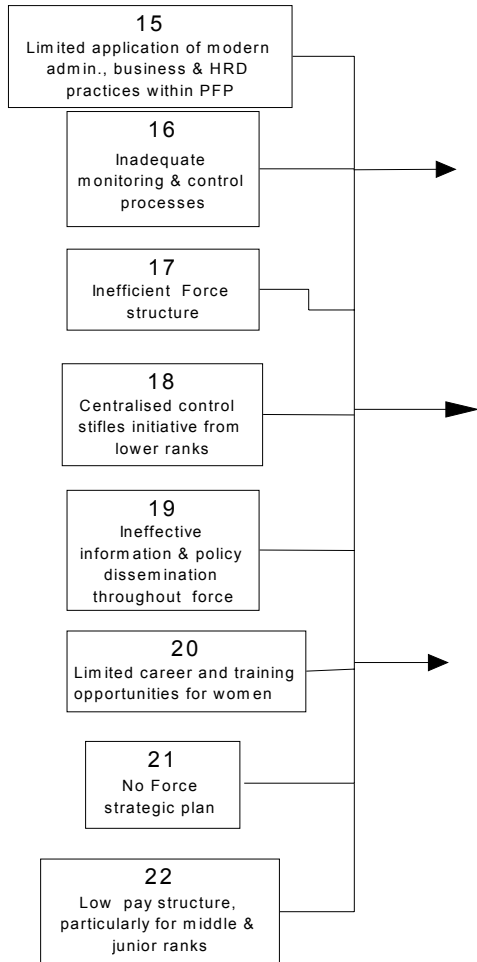 15
Limited application of modern
admin., business & HRD
practices within PFP
16
Inadequate
monitoring & control
processes
17
Inefficient Force
structure
18
Centralised control
stifles initiative from
lower ranks
19
Ineffective
information & policy
dissemination
throughout force
20
Limited career and training
opportunities for women
21
No Force
strategic plan
22
Low pay structure,
particularly for middle &
junior ranks